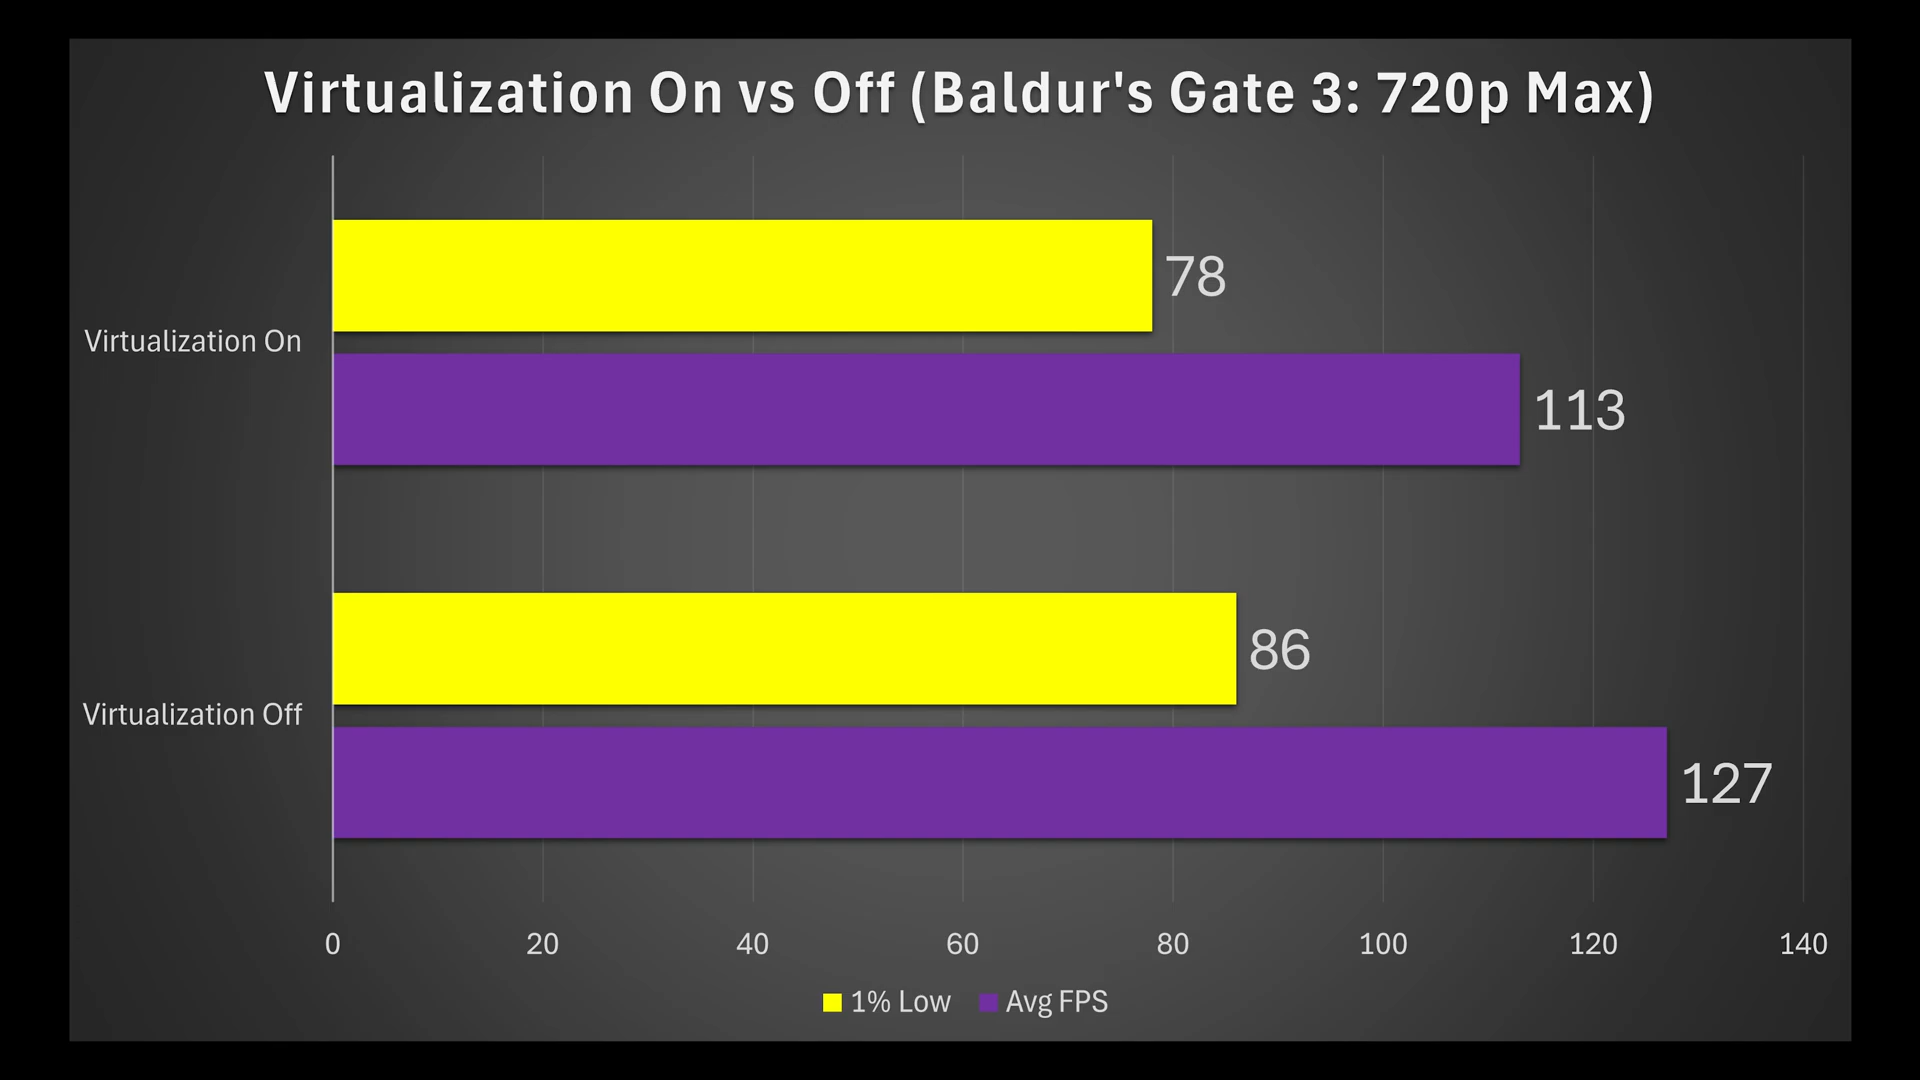 Virtualization On vs Off (Baldur's Gate 3: 720p Max)
78
Virtualization On
113
86
Virtualization Off
127
0 20 40 60 80 100 120 140
1% Low Avg FPS